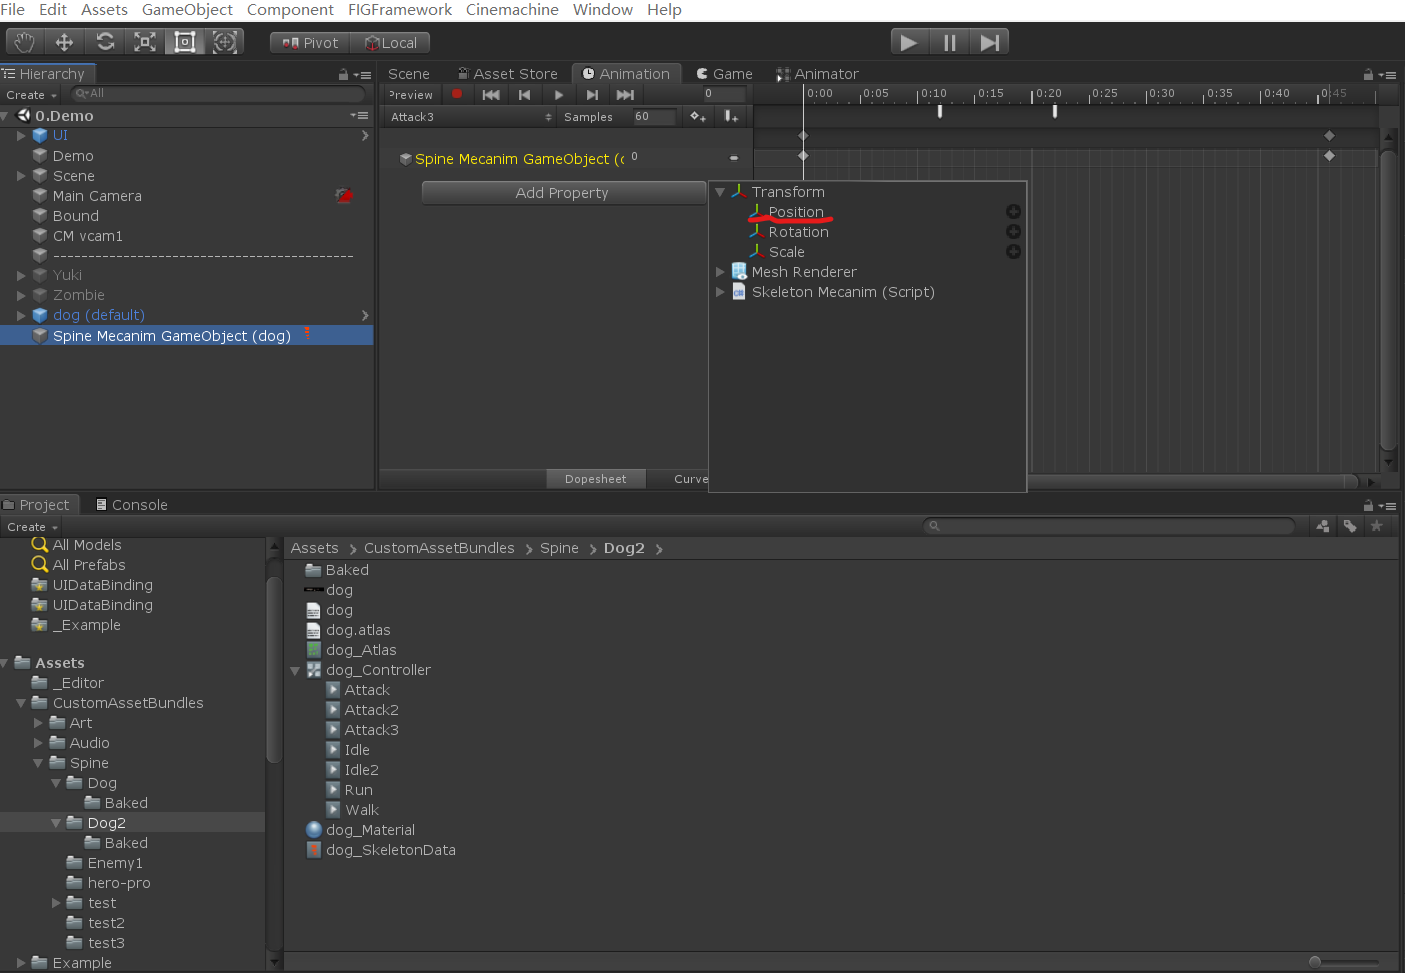 File Edit Assets GameObject Component FIGFramework Cinemachine Window Help
Pivot Local
Hierarchy
Create All
0.Demo
UI
Demo
Scene
Main Camera
Bound
CM vcam1
------------------------------------------
Yuki
Zombie
dog (default)
Spine Mecanim GameObject (dog)
Scene Asset Store Animation Game Animator
Preview 0
0:00 0:05 0:12 0:15 0:20 0:25 0:30 0:35 0:40 0:45
Attack3 Samples 60
Spine Mecanim GameObject (c 0
Add Property
Transform
Position
Rotation
Scale
Mesh Renderer
Skeleton Mecanim (Script)
Dopesheet Curve
Project Console
Create
All Models
All Prefabs
UIDataBinding
UIDataBinding
_Example
Assets
_Editor
CustomAssetBundles
Art
Audio
Spine
Dog
Baked
Dog2
Baked
Enemy1
hero-pro
test
test2
test3
Example
Assets CustomAssetBundles Spine Dog2
Baked
dog
dog
dog.atlas
dog_Atlas
dog_Controller
Attack
Attack2
Attack3
Idle
Idle2
Run
Walk
dog_Material
dog_SkeletonData